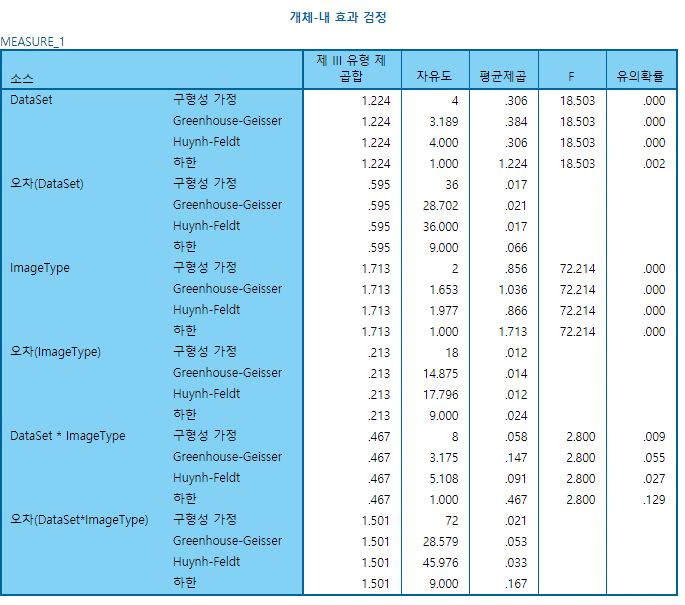 개체-내 효과 검정
MEASURE_1
소스 제 III 유형 제곱합 자유도 평균제곱 F 유의확률
DataSet 구형성 가정 1.224 4 .306 18.503 .000
Greenhouse-Geisser 1.224 3.189 .384 18.503 .000
Huynh-Feldt 1.224 4.000 .306 18.503 .000
하한 1.224 1.000 1.224 18.503 .002
오차(DataSet) 구형성 가정 .595 36 .017
Greenhouse-Geisser .595 28.702 .021
Huynh-Feldt .595 36.000 .017
하한 .595 9.000 .066
ImageType 구형성 가정 1.713 2 .856 72.214 .000
Greenhouse-Geisser 1.713 1.653 1.036 72.214 .000
Huynh-Feldt 1.713 1.977 .866 72.214 .000
하한 1.713 1.000 1.713 72.214 .000
오차(ImageType) 구형성 가정 .213 18 .012
Greenhouse-Geisser .213 14.875 .014
Huynh-Feldt .213 17.796 .012
하한 .213 9.000 .024
DataSet * ImageType 구형성 가정 .467 8 .058 2.800 .009
Greenhouse-Geisser .467 3.175 .147 2.800 .055
Huynh-Feldt .467 5.108 .091 2.800 .027
하한 .467 1.000 .467 2.800 .129
오차(DataSet*ImageType) 구형성 가정 1.501 72 .021
Greenhouse-Geisser 1.501 28.579 .053
Huynh-Feldt 1.501 45.976 .033
하한 1.501 9.000 .167